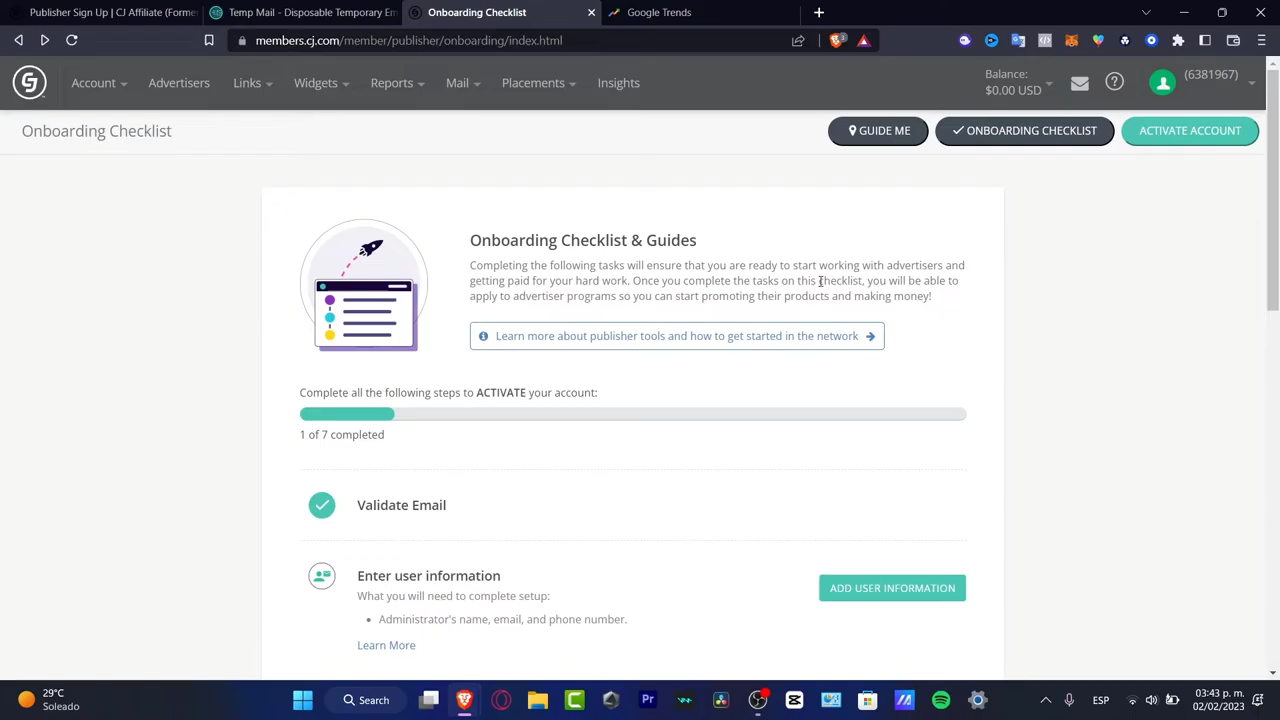 Publisher Sign Up | CJ Affiliate (Former
Temp Mail - Disposable Temporary Em
Onboarding Checklist
Google Trends
members.cj.com/member/publisher/onboarding/index.html
3
Account
Advertisers
Links
Widgets
Reports
Mail
Placements
Insights
Balance:
$0.00 USD
(6381967)
Onboarding Checklist
GUIDE ME
ONBOARDING CHECKLIST
ACTIVATE ACCOUNT
Onboarding Checklist & Guides
Completing the following tasks will ensure that you are ready to start working with advertisers and
getting paid for your hard work. Once you complete the tasks on this checklist, you will be able to
apply to advertiser programs so you can start promoting their products and making money!
Learn more about publisher tools and how to get started in the network
Complete all the following steps to ACTIVATE your account:
1 of 7 completed
Validate Email
Enter user information
What you will need to complete setup:
ADD USER INFORMATION
• Administrator's name, email, and phone number.
Learn More
29°C
Soleado
Search
Pr
ESP
03:43 p. m.
02/02/2023